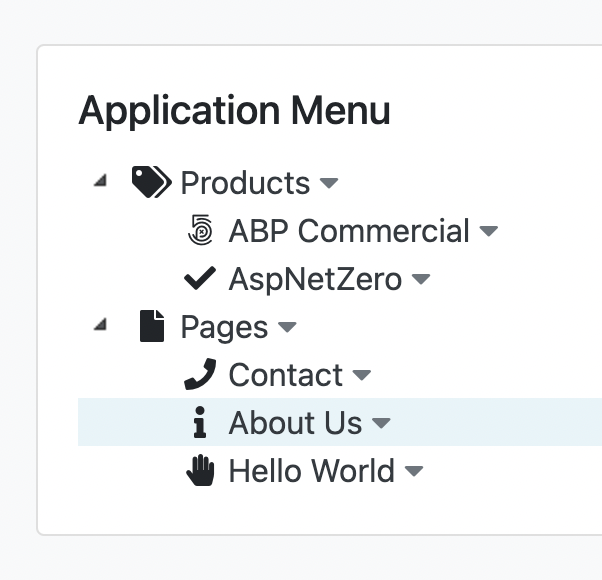 Application Menu
Products
ABP Commercial
AspNetZero
Pages
Contact
About Us
Hello World